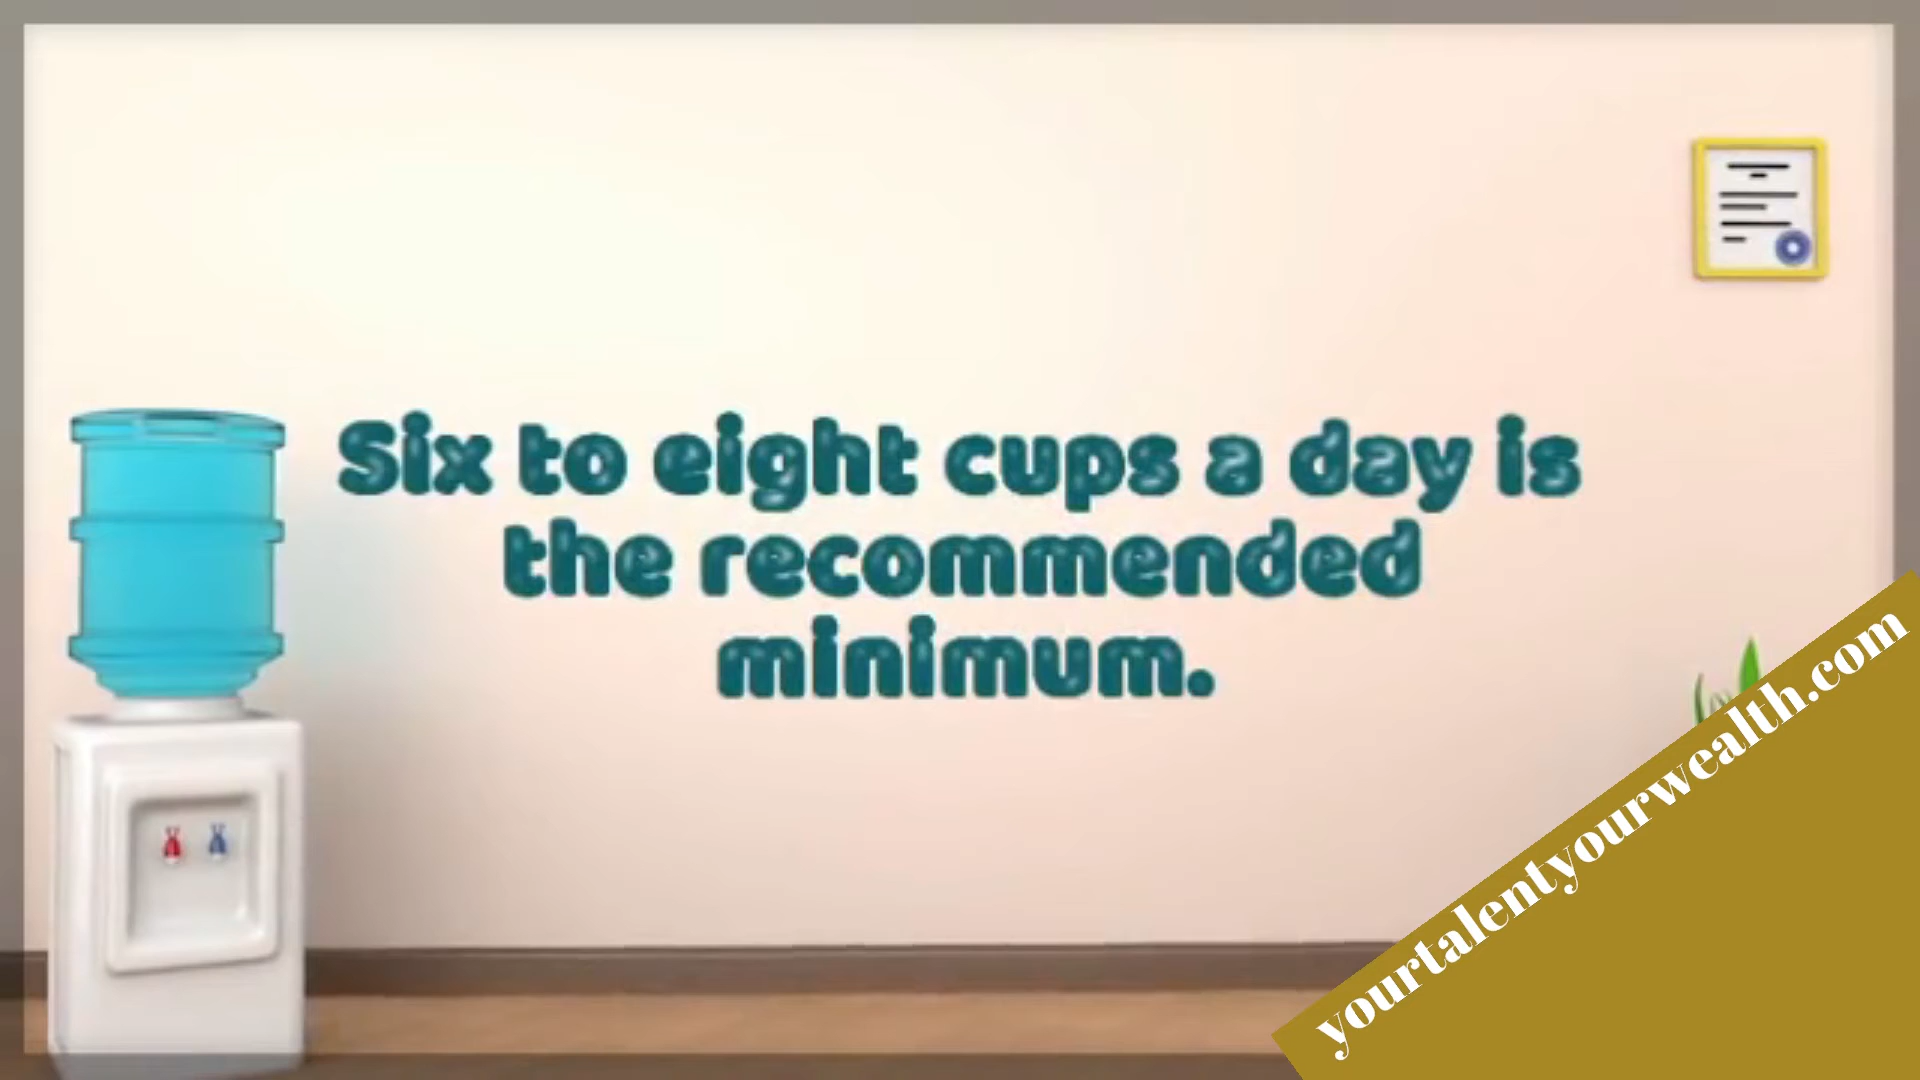 Six to eight cups a day is
the recommended
minimum.
yourtalentyourwealth.com